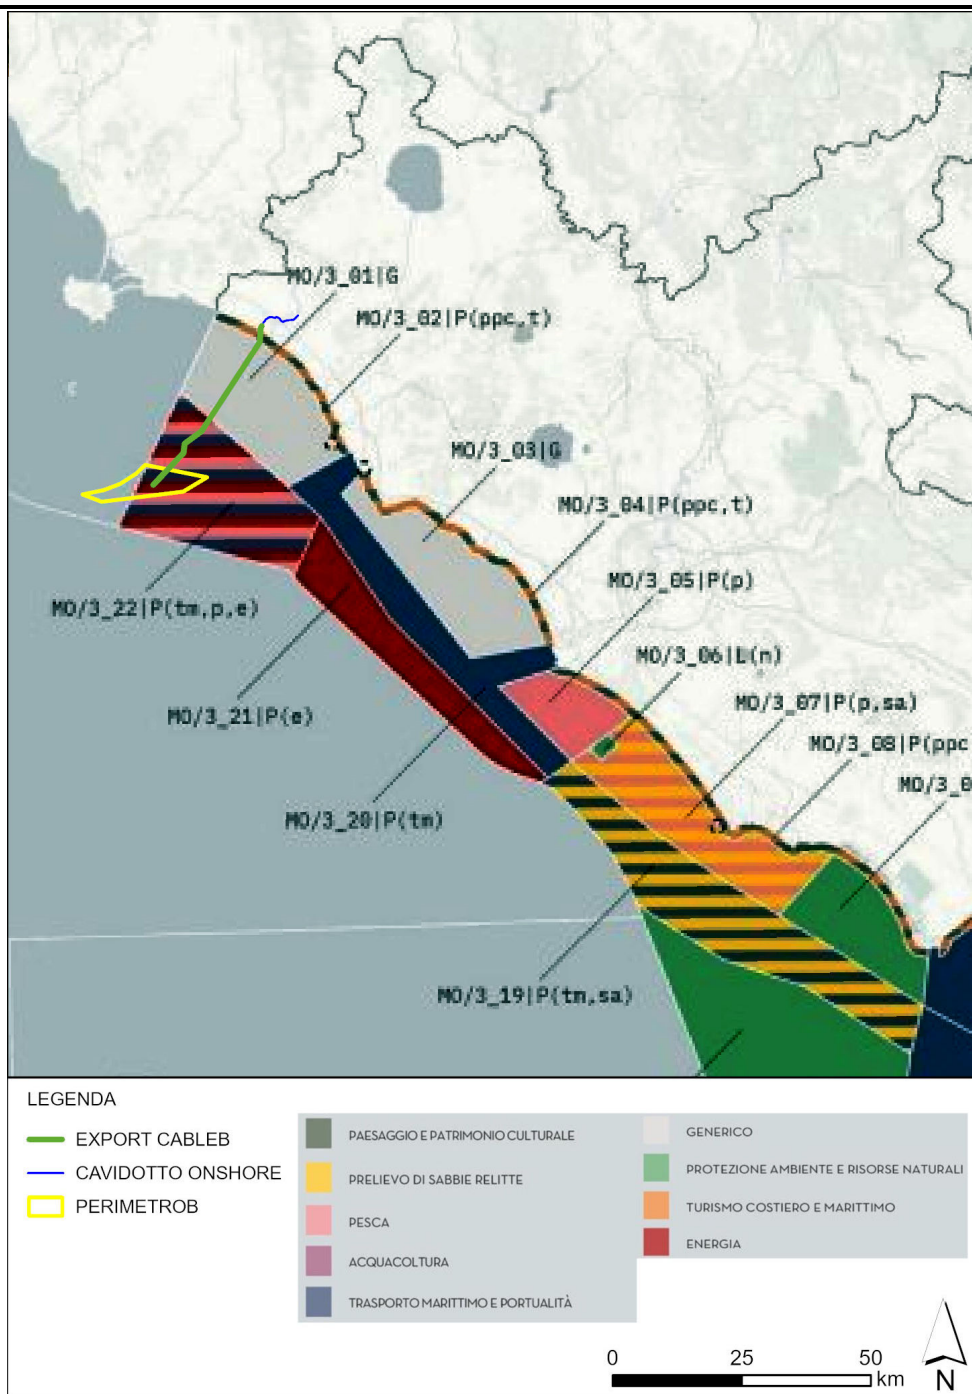 MO/3_01|G
MO/3_02|P(ppc,t)
MO/3_03|G
MO/3_04|P(ppc,t)
MO/3_05|P(p)
MO/3_22|P(tm,p,e)
MO/3_06|L(n)
MO/3_07|P(p,sa)
MO/3_21|P(e)
MO/3_08|P(ppc
MO/3_0
MO/3_20|P(tm)
MO/3_19|P(tm,sa)
LEGENDA
EXPORT CABLEB
CAVIDOTTO ONSHORE
PERIMETROB
PAESAGGIO E PATRIMONIO CULTURALE
PRELIEVO DI SABBIE RELITTE
PESCA
ACQUACOLTURA
TRASPORTO MARITTIMO E PORTUALITÀ
GENERICO
PROTEZIONE AMBIENTE E RISORSE NATURALI
TURISMO COSTIERO E MARITTIMO
ENERGIA
0 25 50
km
N